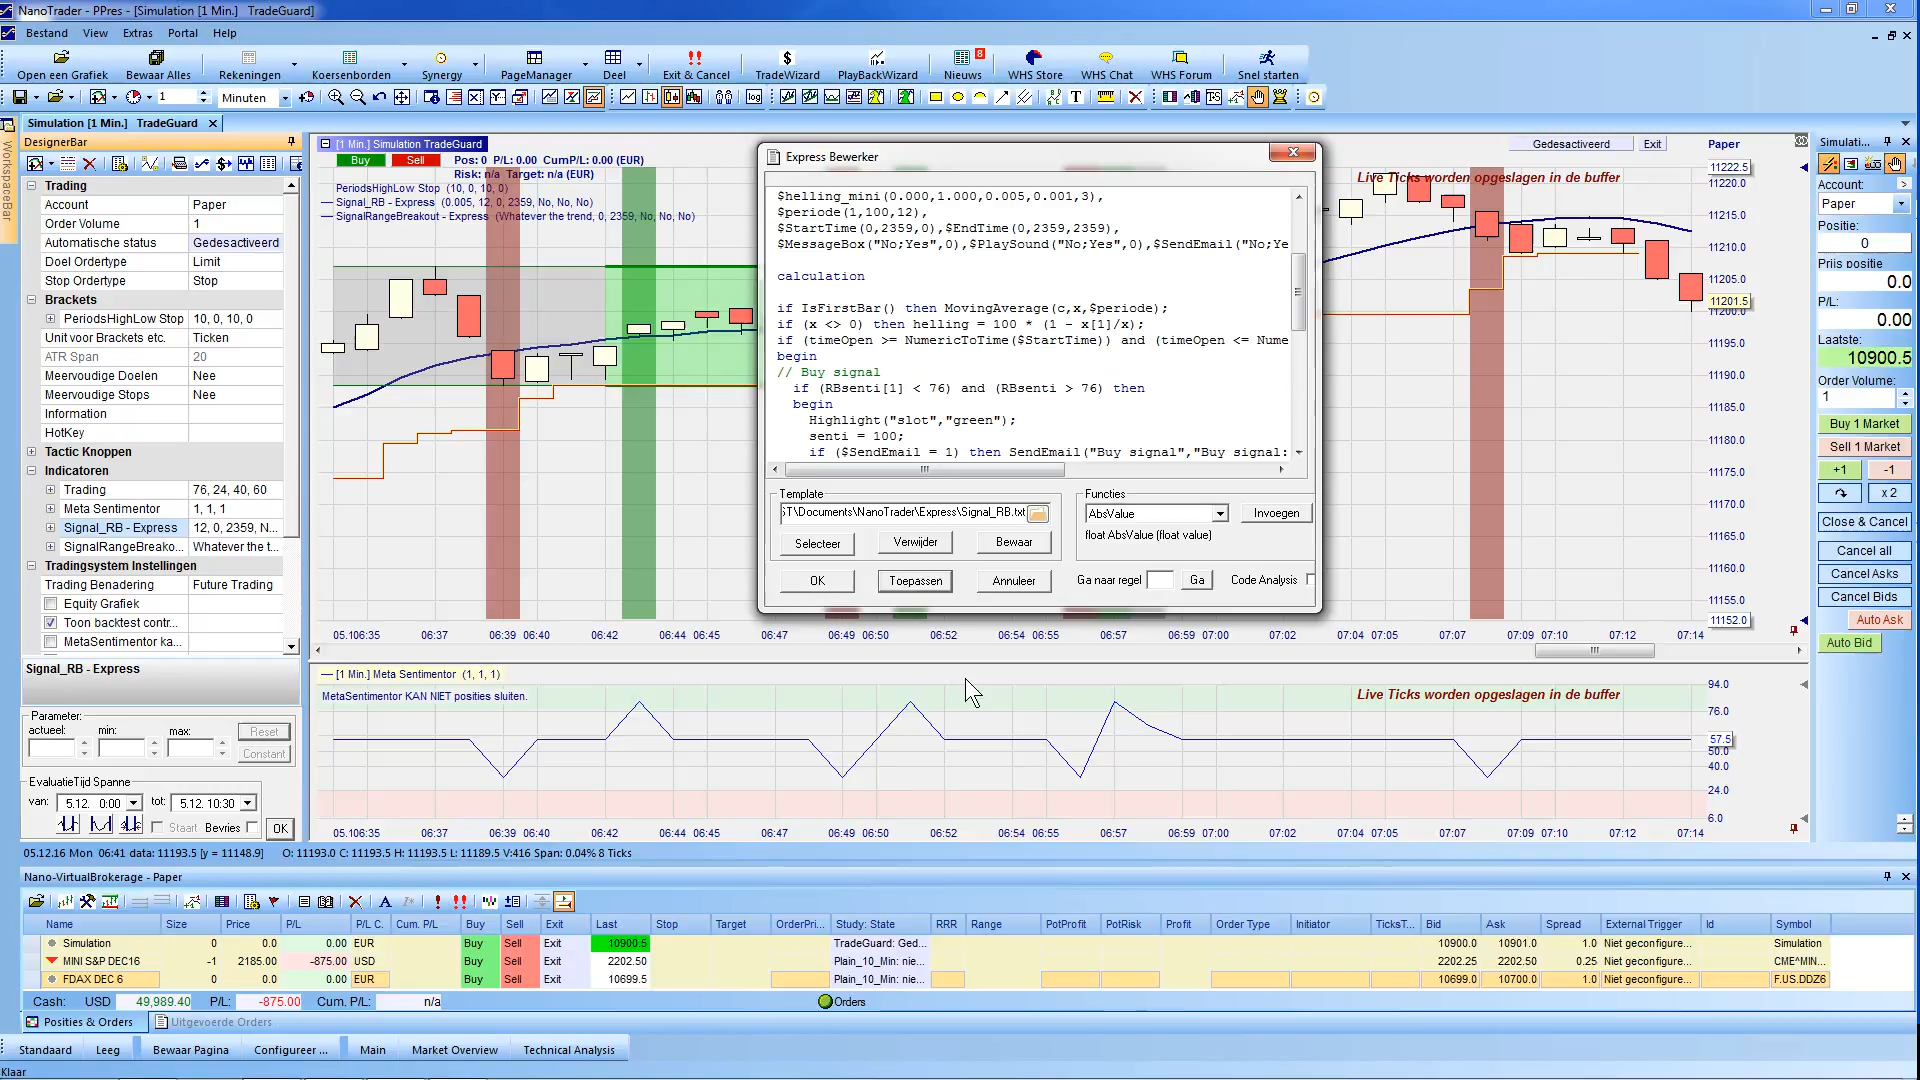 NanoTrader - PPres - [Simulation [1 Min.]   TradeGuard]
Bestand View Extras Portal Help
Open een Grafiek Bewaar Alles Rekeningen Koersenborden Synergy PageManager Deel Exit & Cancel TradeWizard PlayBackWizard Nieuws 8 WHS Store WHS Chat WHS Forum Snel starten
1 Minuten
Simulation [1 Min.]   TradeGuard
WorkspaceBar
DesignerBar
Trading
Account Paper
Order Volume 1
Automatische status Gedesactiveerd
Doel Ordertype Limit
Stop Ordertype Stop
Brackets
PeriodsHighLow Stop 10, 0, 10, 0
Unit voor Brackets etc. Ticken
ATR Span 20
Meervoudige Doelen Nee
Meervoudige Stops Nee
Information
HotKey
Tactic Knoppen
Indicatoren
Trading 76, 24, 40, 60
Meta Sentimentor 1, 1, 1
Signal_RB - Express 12, 0, 2359, N...
SignalRangeBreako... Whatever the t...
Tradingsystem Instellingen
Trading Benadering Future Trading
Equity Grafiek
Toon backtest contr...
MetaSentimentor ka...
Signal_RB - Express
Parameter:
actueel: min: max: Reset
Constant
EvaluatieTijd Spanne
van: 5.12. 0:00 tot: 5.12. 10:30
Staart Bevries OK
[1 Min.] Simulation TradeGuard
Buy Sell Pos: 0 P/L: 0.00 CumP/L: 0.00 (EUR)
Risk: n/a Target: n/a (EUR)
PeriodsHighLow Stop (10, 0, 10, 0)
Signal_RB - Express (0.005, 12, 0, 2359, No, No, No)
SignalRangeBreakout - Express (Whatever the trend, 0, 2359, No, No, No)
Gedesactiveerd Exit Paper
Live Ticks worden opgeslagen in de buffer
11222.5
11220.0
11215.0
11210.0
11205.0
11201.5
11200.0
11195.0
11190.0
11185.0
11180.0
11175.0
11170.0
11165.0
11160.0
11155.0
11152.0
05.1 06:35 06:37 06:39 06:40 06:42 06:44 06:45 06:47 06:49 06:50 06:52 06:54 06:55 06:57 06:59 07:00 07:02 07:04 07:05 07:07 07:09 07:10 07:12 07:14
Express Bewerker
$helling_mini(0.000,1.000,0.005,0.001,3),
$periode(1,100,12),
$StartTime(0,2359,0),$EndTime(0,2359,2359),
$MessageBox("No;Yes",0),$PlaySound("No;Yes",0),$SendEmail("No;Ye
calculation
if IsFirstBar() then MovingAverage(c,x,$periode);
if (x <> 0) then helling = 100 * (1 - x[1]/x);
if (timeOpen >= NumericToTime($StartTime)) and (timeOpen <= Nume
begin
// Buy signal
if (RBsenti[1] < 76) and (RBsenti > 76) then
begin
Highlight("slot","green");
senti = 100;
if ($SendEmail = 1) then SendEmail("Buy signal","Buy signal:
Template
ST\Documents\NanoTrader\Express\Signal_RB.txt
Selecteer Verwijder Bewaar
Functies
AbsValue Invoegen
float AbsValue (float value)
OK Toepassen Annuleer Ga naar regel Ga Code Analysis
[1 Min.] Meta Sentimentor (1, 1, 1)
MetaSentimentor KAN NIET posities sluiten.
Live Ticks worden opgeslagen in de buffer
94.0
76.0
57.5
50.0
40.0
24.0
6.0
05.1 06:35 06:37 06:39 06:40 06:42 06:44 06:45 06:47 06:49 06:50 06:52 06:54 06:55 06:57 06:59 07:00 07:02 07:04 07:05 07:07 07:09 07:10 07:12 07:14
Simulati...
Account: >
Paper
Positie:
0
Prijs positie
0.0
P/L:
0.00
Laatste:
10900.5
Order Volume:
1
Buy 1 Market
Sell 1 Market
+1 -1
x 2
Close & Cancel
Cancel all
Cancel Asks
Cancel Bids
Auto Ask
Auto Bid
05.12.16 Mon 06:41 data: 11193.5 [y = 11148.9] O: 11193.0 C: 11193.5 H: 11193.5 L: 11189.5 V:416 Span: 0.04% 8 Ticks
Nano-VirtualBrokerage - Paper
Name Size Price P/L P/L C. Cum. P/L Buy Sell Exit Last Stop Target OrderPri... Study: State RRR Range PotProfit PotRisk Profit Order Type Initiator TicksT... Bid Ask Spread External Trigger Id Symbol
Simulation 0 0.0 0.00 EUR Buy Sell Exit 10900.5 TradeGuard: Ged... 10900.0 10901.0 1.0 Niet geconfigure... Simulation
MINI S&P DEC16 -1 2185.00 -875.00 USD Buy Sell Exit 2202.50 Plain_10_Min: nie... 2202.25 2202.50 0.25 Niet geconfigure... CME^MIN...
FDAX DEC 6 0 0.0 0.00 EUR Buy Sell Exit 10699.5 Plain_10_Min: nie... 10699.0 10700.0 1.0 Niet geconfigure... F.US.DDZ6
Cash: USD 49,989.40 P/L: -875.00 Cum. P/L: n/a Orders
Posities & Orders Uitgevoerde Orders
Standaard Leeg Bewaar Pagina Configureer ... Main Market Overview Technical Analysis
Klaar